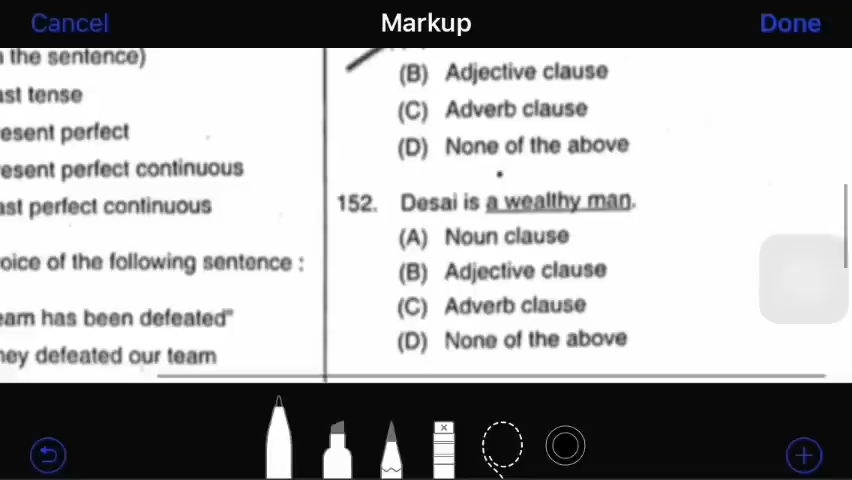 Cancel
Markup
Done
the sentence)
ast tense
esent perfect
esent perfect continuous
ast perfect continuous
oice of the following sentence :
eam has been defeated"
hey defeated our team
(B) Adjective clause
(C) Adverb clause
(D) None of the above
152. Desai is a wealthy man.
(A) Noun clause
(B) Adjective clause
(C) Adverb clause
(D) None of the above